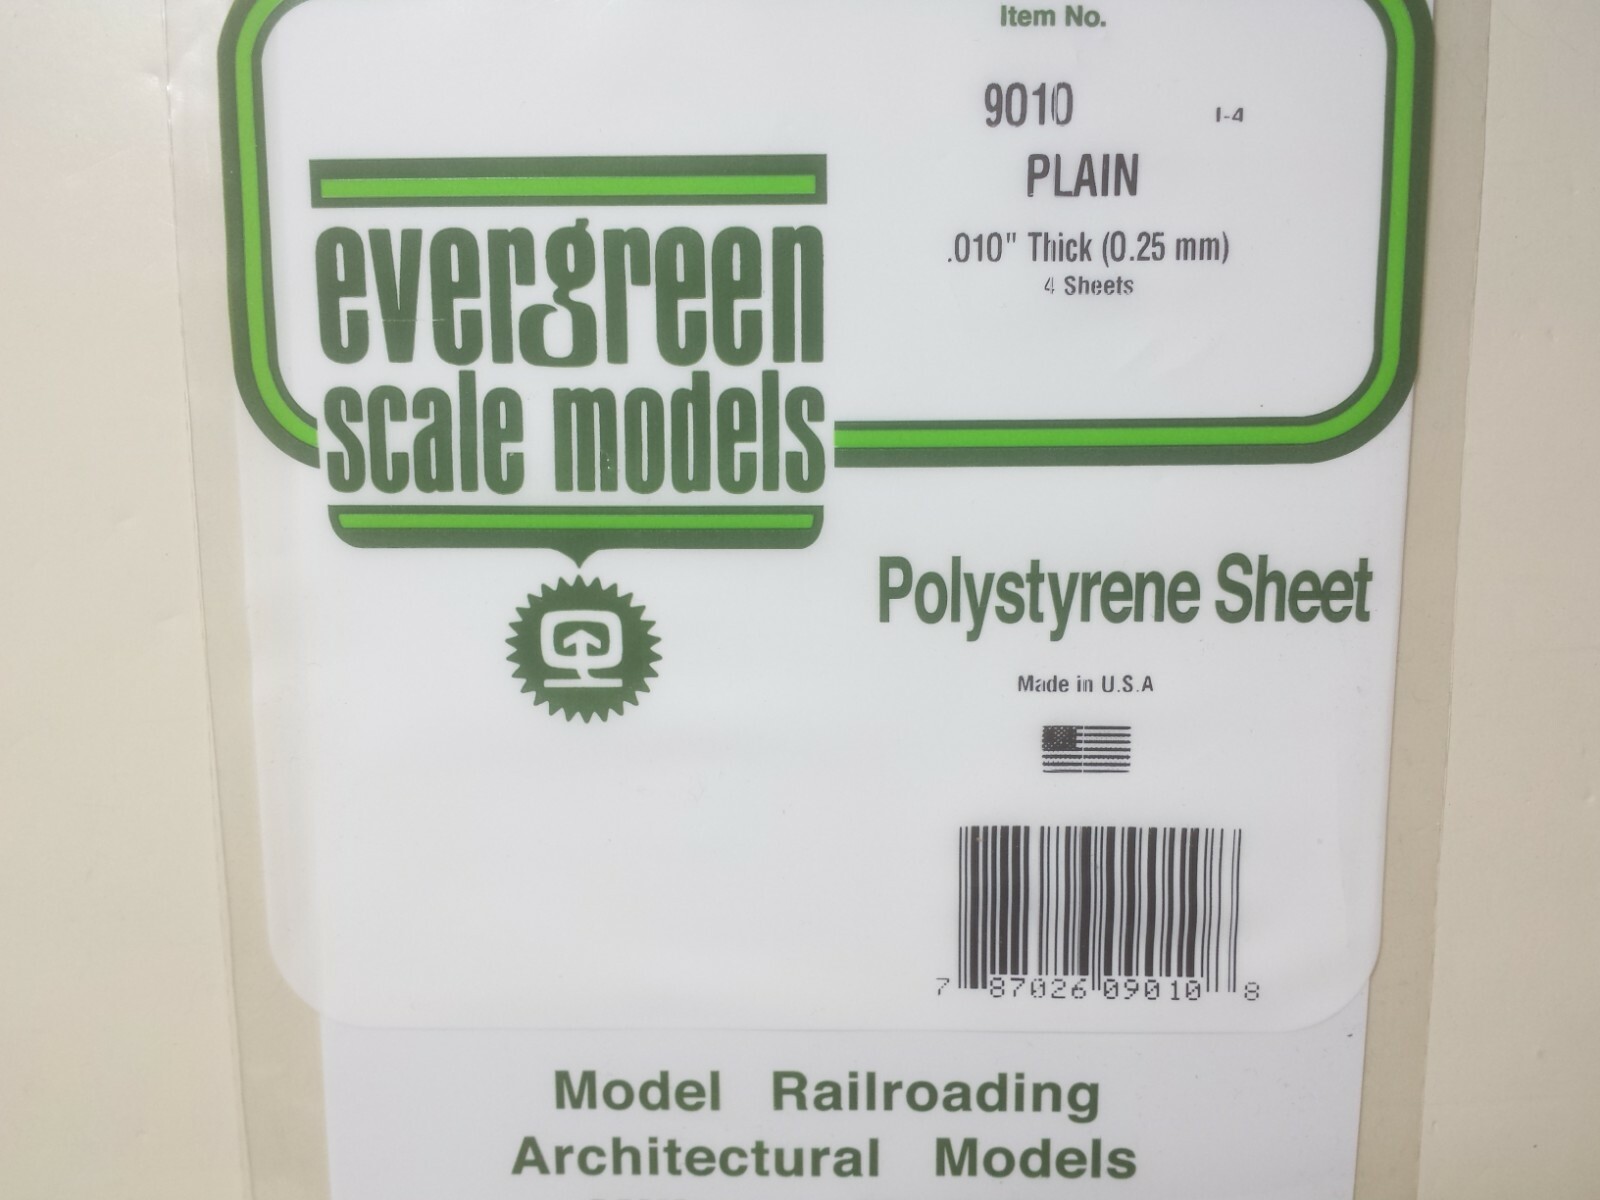 Item No.
9010 I-4
PLAIN
.010" Thick (0.25 mm)
4 Sheets
evergreen
scale models
Polystyrene Sheet
Made in U.S.A
7 87026 09010 8
Model Railroading
Architectural Models